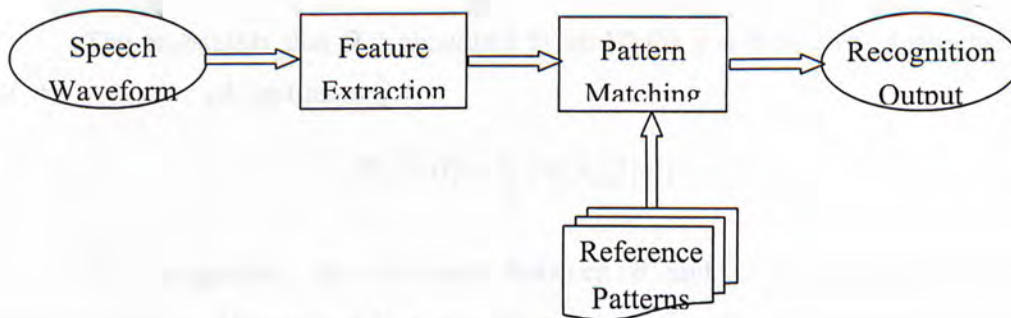 Speech
Waveform
Feature
Extraction
Pattern
Matching
Recognition
Output
Reference
Patterns